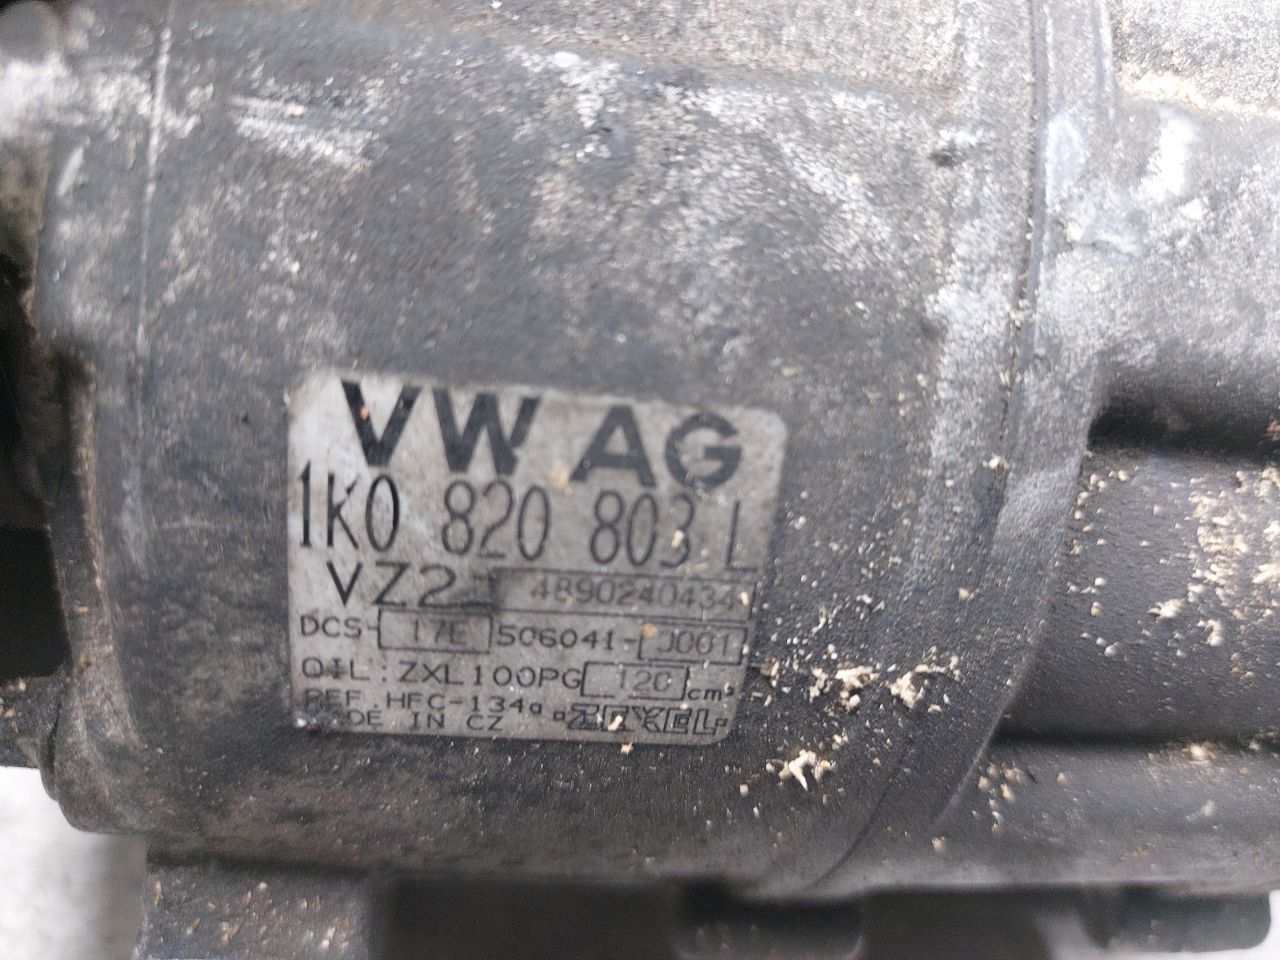 VW AG
1K0 820 803 L
VZ2- 4890240434
DCS- 17E 506041- J001
OIL: ZXL100PG 120 cm³
REF. HFC-134a ZEXEL
MADE IN CZ